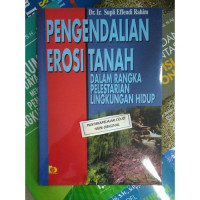 Dr. Ir. Supli Effendi Rahim
PENGENDALIAN
EROSI TANAH
DALAM RANGKA
PELESTARIAN
LINGKUNGAN HIDUP